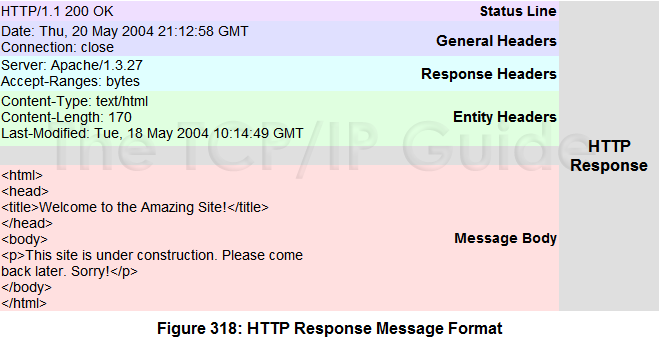 HTTP/1.1 200 OK
Status Line
Date: Thu, 20 May 2004 21:12:58 GMT
Connection: close
General Headers
Server: Apache/1.3.27
Accept-Ranges: bytes
Response Headers
Content-Type: text/html
Content-Length: 170
Last-Modified: Tue, 18 May 2004 10:14:49 GMT
Entity Headers
The TCP/IP Guide
<html>
<head>
<title>Welcome to the Amazing Site!</title>
</head>
<body>
<p>This site is under construction. Please come
back later. Sorry!</p>
</body>
</html>
Message Body
HTTP
Response
Figure 318: HTTP Response Message Format